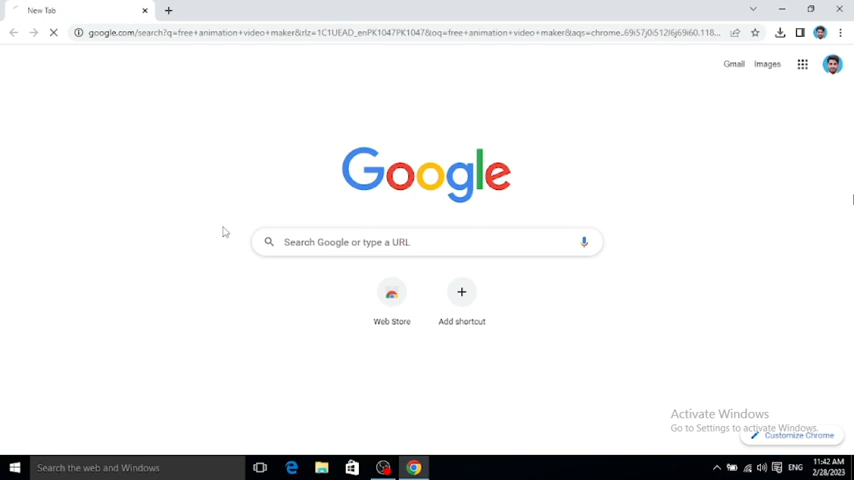 New Tab
google.com/search?q=free+animation+video+maker&rlz=1C1UEAD_enPK1047PK1047&oq=free+animation+video+maker&aqs=chrome..69i57j0i512l6j69i60.118...
Gmail Images
Google
Search Google or type a URL
Web Store Add shortcut
Activate Windows
Go to Settings to activate Windows.
Customize Chrome
Search the web and Windows
ENG
11:42 AM
2/28/2023